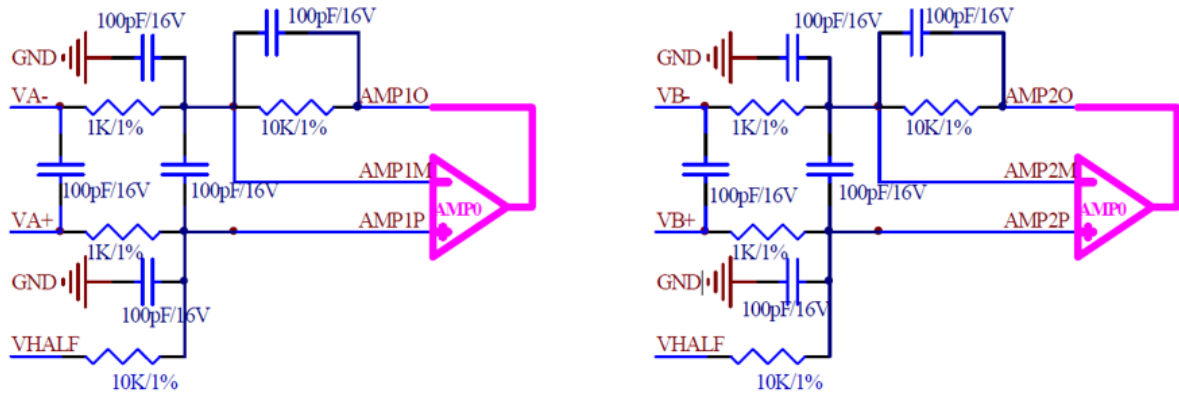 100pF/16V
100pF/16V
GND
VA-
1K/1%
10K/1%
AMP1O
100pF/16V
100pF/16V
AMP1M
VA+
1K/1%
AMP1P
AMP0
GND
100pF/16V
VHALF
10K/1%
100pF/16V
100pF/16V
GND
VB-
1K/1%
10K/1%
AMP2O
100pF/16V
100pF/16V
AMP2M
VB+
1K/1%
AMP2P
AMP0
GND
100pF/16V
VHALF
10K/1%